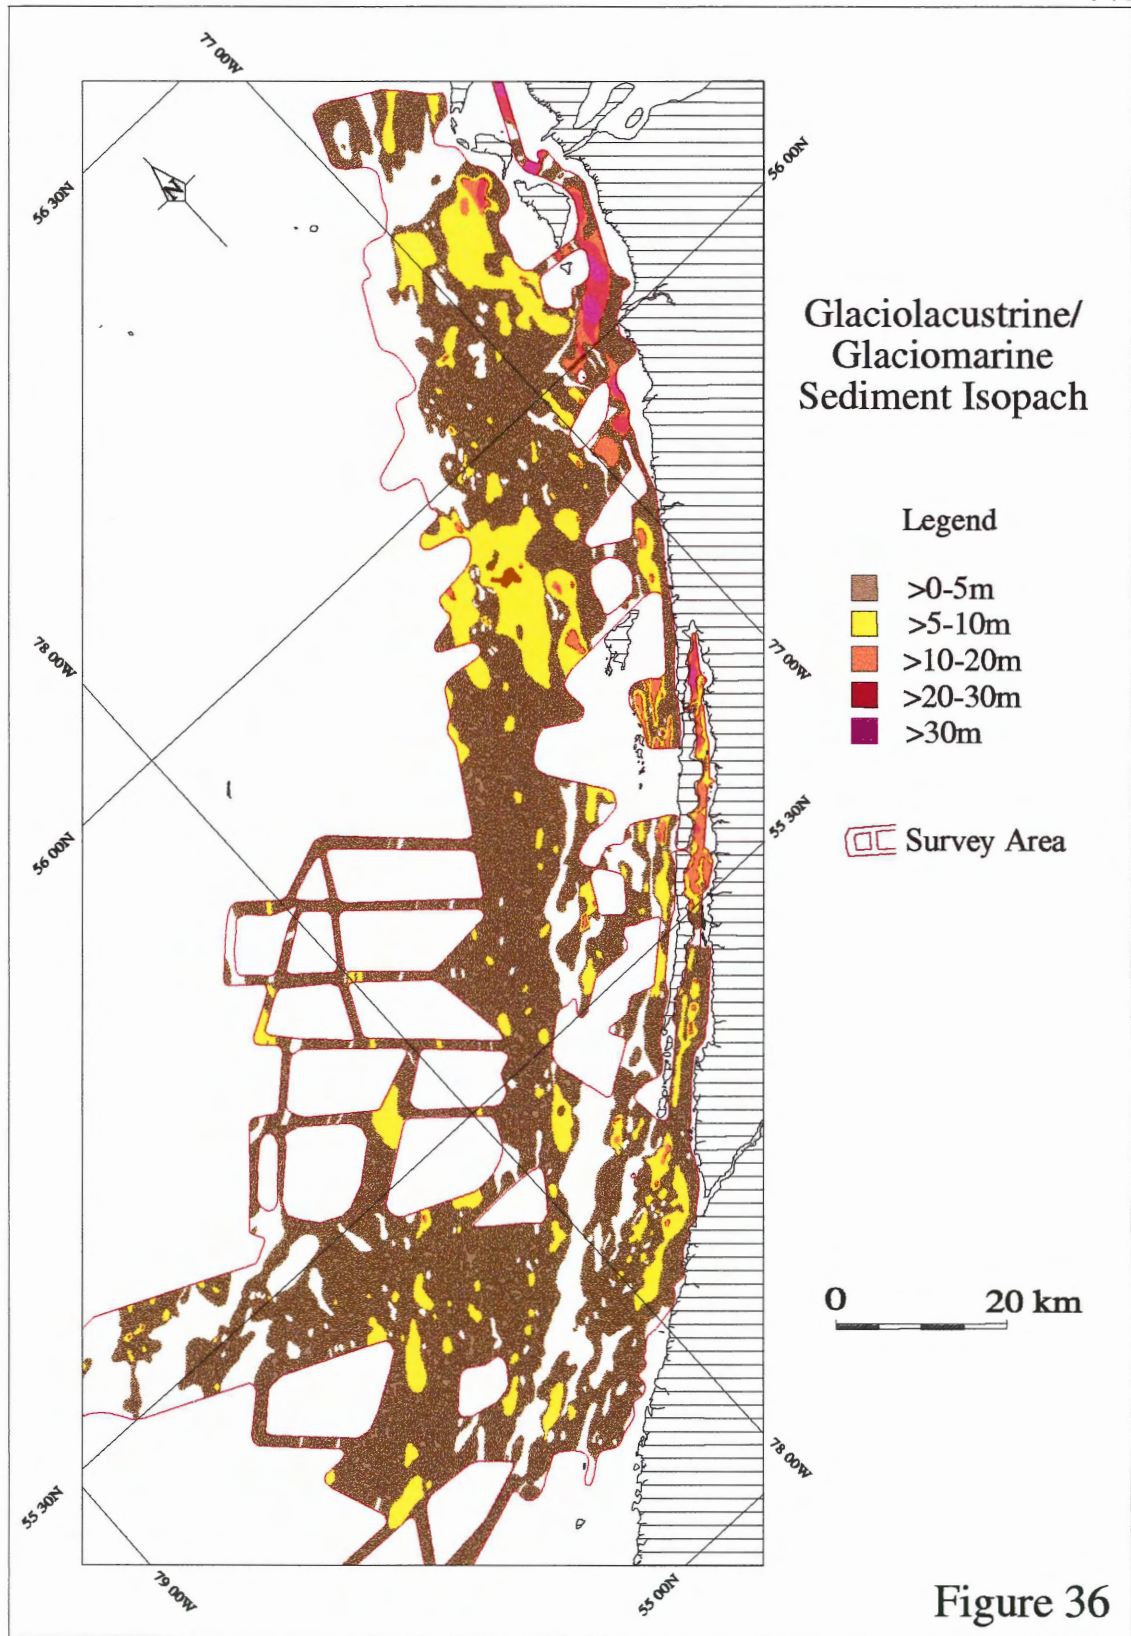 77 00W
56 30N
N
56 00N
Glaciolacustrine/
Glaciomarine
Sediment Isopach
Legend
>0-5m
>5-10m
>10-20m
>20-30m
>30m
Survey Area
78 00W
77 00W
56 00N
55 30N
0 20 km
78 00W
55 30N
79 00W
55 00N
Figure 36